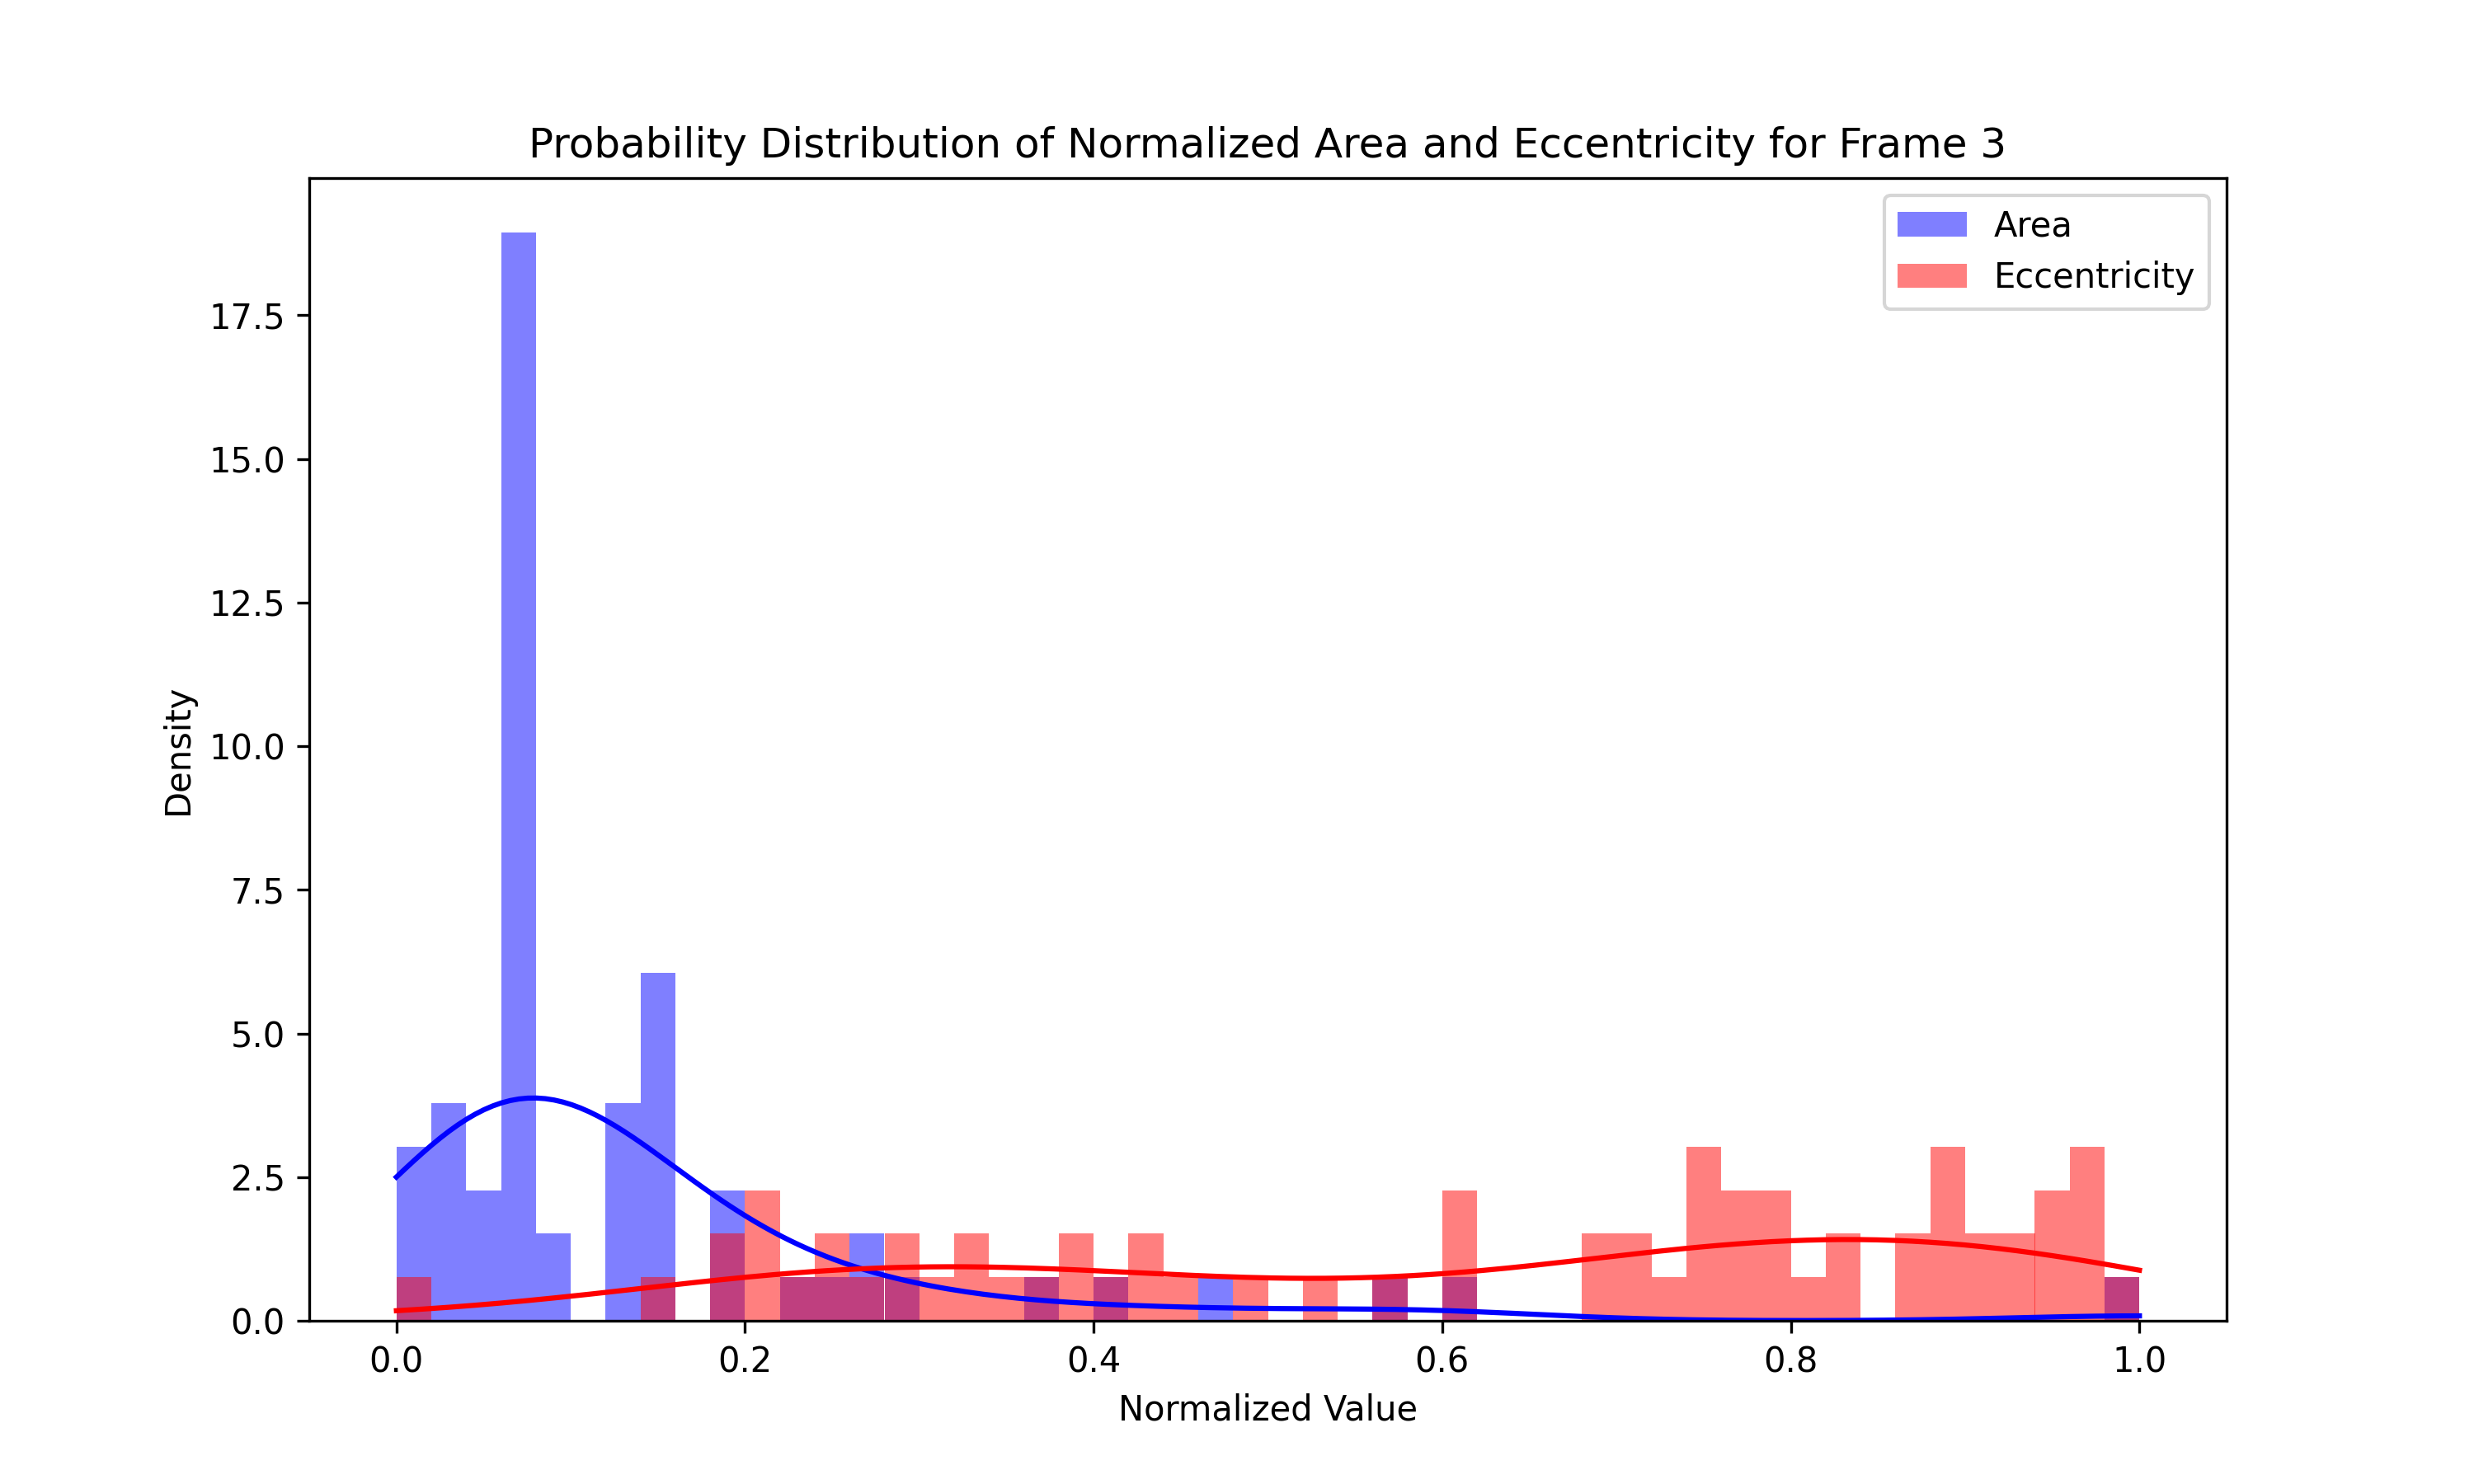 Probability Distribution of Normalized Area and Eccentricity for Frame 3
Area
Eccentricity
17.5
15.0
12.5
10.0
7.5
5.0
2.5
0.0
Density
0.0 0.2 0.4 0.6 0.8 1.0
Normalized Value